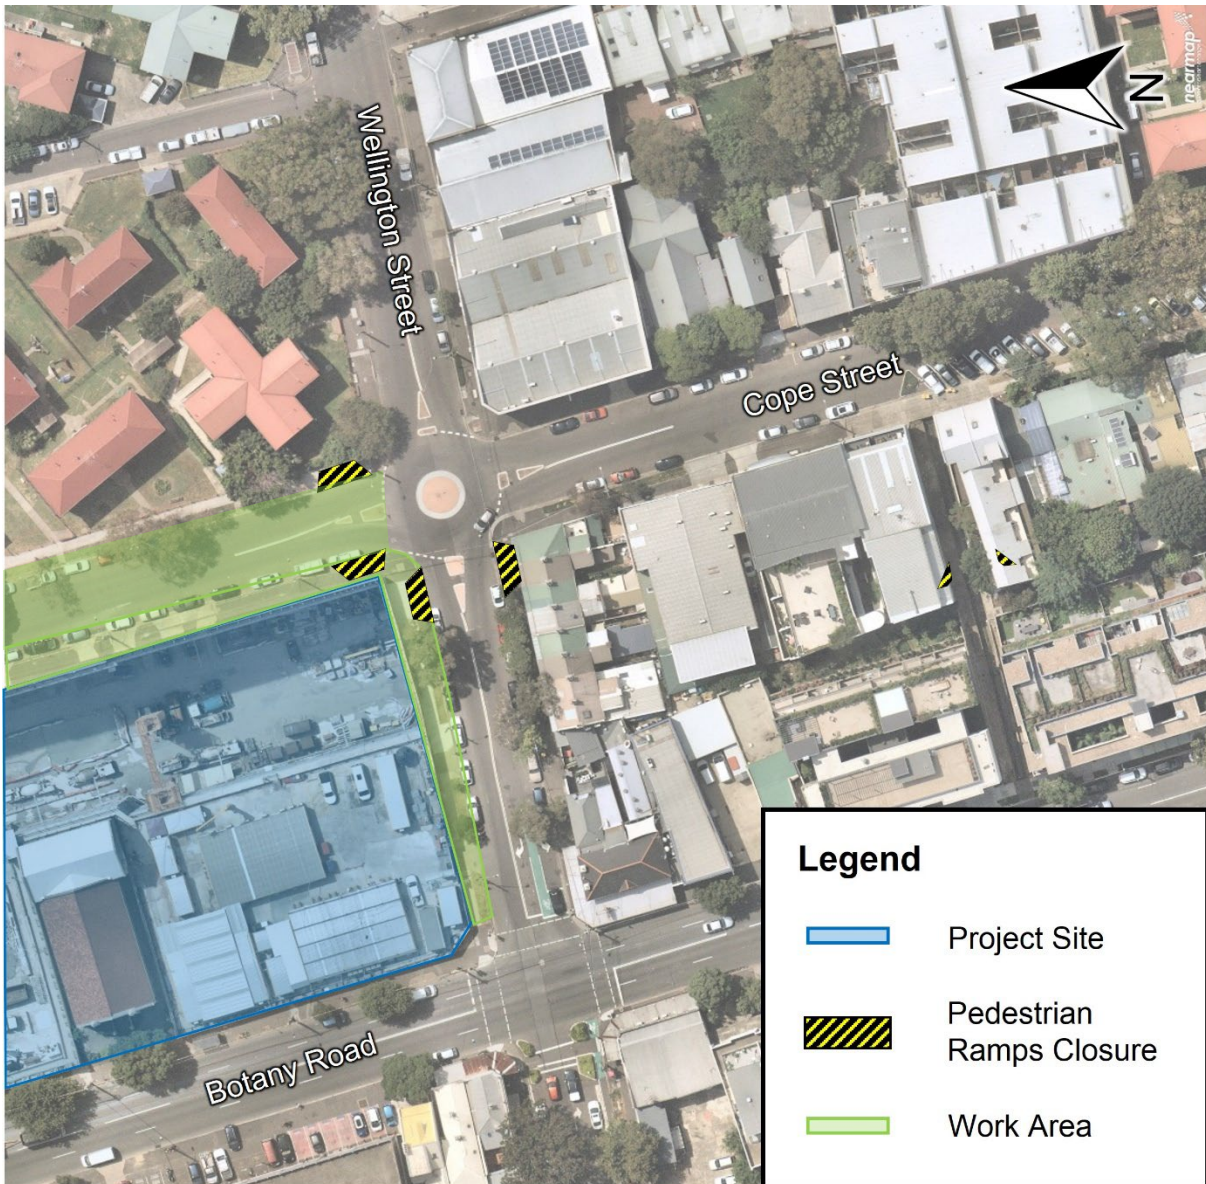 nearmap
N
Wellington Street
Cope Street
Botany Road
Legend
Project Site
Pedestrian
Ramps Closure
Work Area